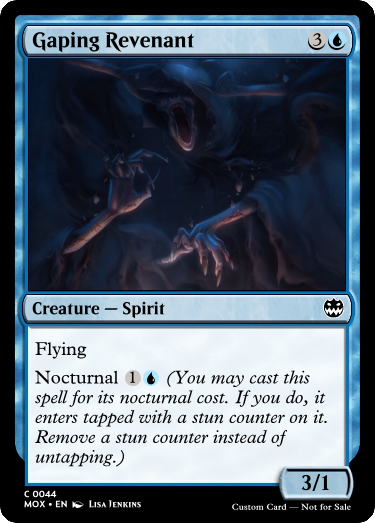 Gaping Revenant 3
Flying
Creature — Spirit
Nocturnal 1 (You may cast this
spell for its nocturnal cost. If you do, it
enters tapped with a stun counter on it.
Remove a stun counter instead of
untapping.)
3/1
C 0044
MOX • EN Lisa Jenkins
Custom Card — Not for Sale